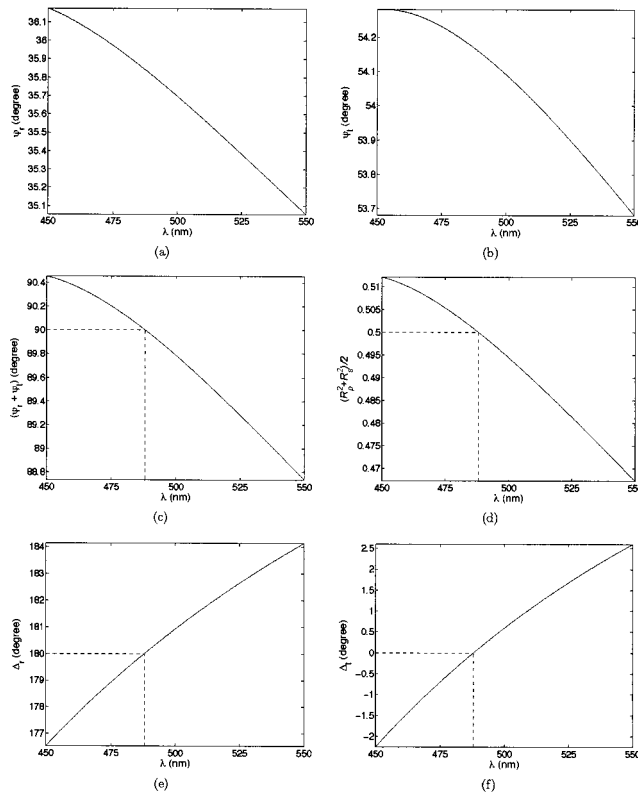 36.1
36
35.9
35.8
35.7
35.6
35.5
35.4
35.3
35.2
35.1
ψr (degree)
450 475 500 525 550
λ (nm)
(a)
54.2
54.1
54
53.9
53.8
53.7
ψt (degree)
450 475 500 525 550
λ (nm)
(b)
90.4
90.2
90
89.8
89.6
89.4
89.2
89
88.8
(ψr + ψt) (degree)
450 475 500 525 550
λ (nm)
(c)
0.51
0.505
0.5
0.495
0.49
0.485
0.48
0.475
0.47
(Rp²+Rs²)/2
450 475 500 525 550
λ (nm)
(d)
184
183
182
181
180
179
178
177
Δr (degree)
450 475 500 525 550
λ (nm)
(e)
2.5
2
1.5
1
0.5
0
−0.5
−1
−1.5
−2
Δt (degree)
450 475 500 525 550
λ (nm)
(f)